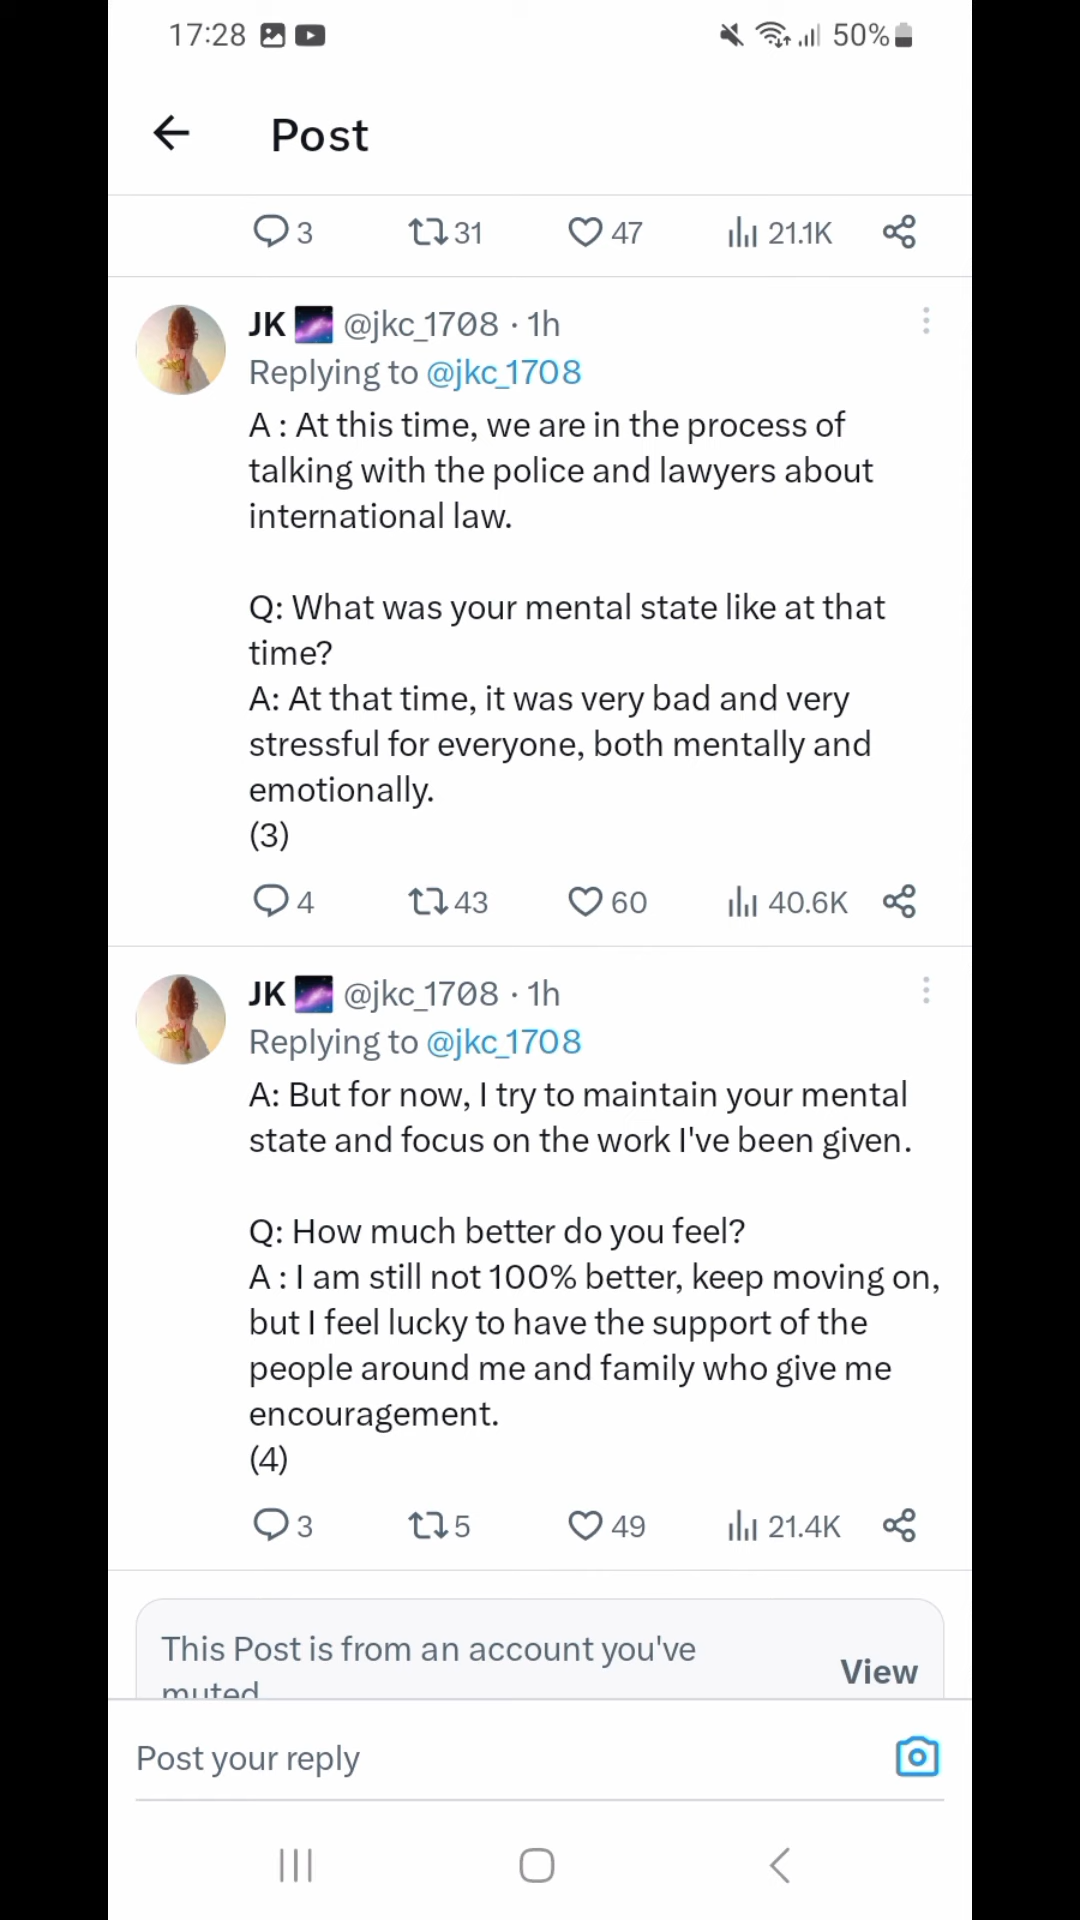 17:28 50%
Post
3 31 47 21.1K
JK @jkc_1708 · 1h
Replying to @jkc_1708
A : At this time, we are in the process of
talking with the police and lawyers about
international law.
Q: What was your mental state like at that
time?
A: At that time, it was very bad and very
stressful for everyone, both mentally and
emotionally.
(3)
4 43 60 40.6K
JK @jkc_1708 · 1h
Replying to @jkc_1708
A: But for now, I try to maintain your mental
state and focus on the work I've been given.
Q: How much better do you feel?
A : I am still not 100% better, keep moving on,
but I feel lucky to have the support of the
people around me and family who give me
encouragement.
(4)
3 5 49 21.4K
This Post is from an account you've
muted
View
Post your reply